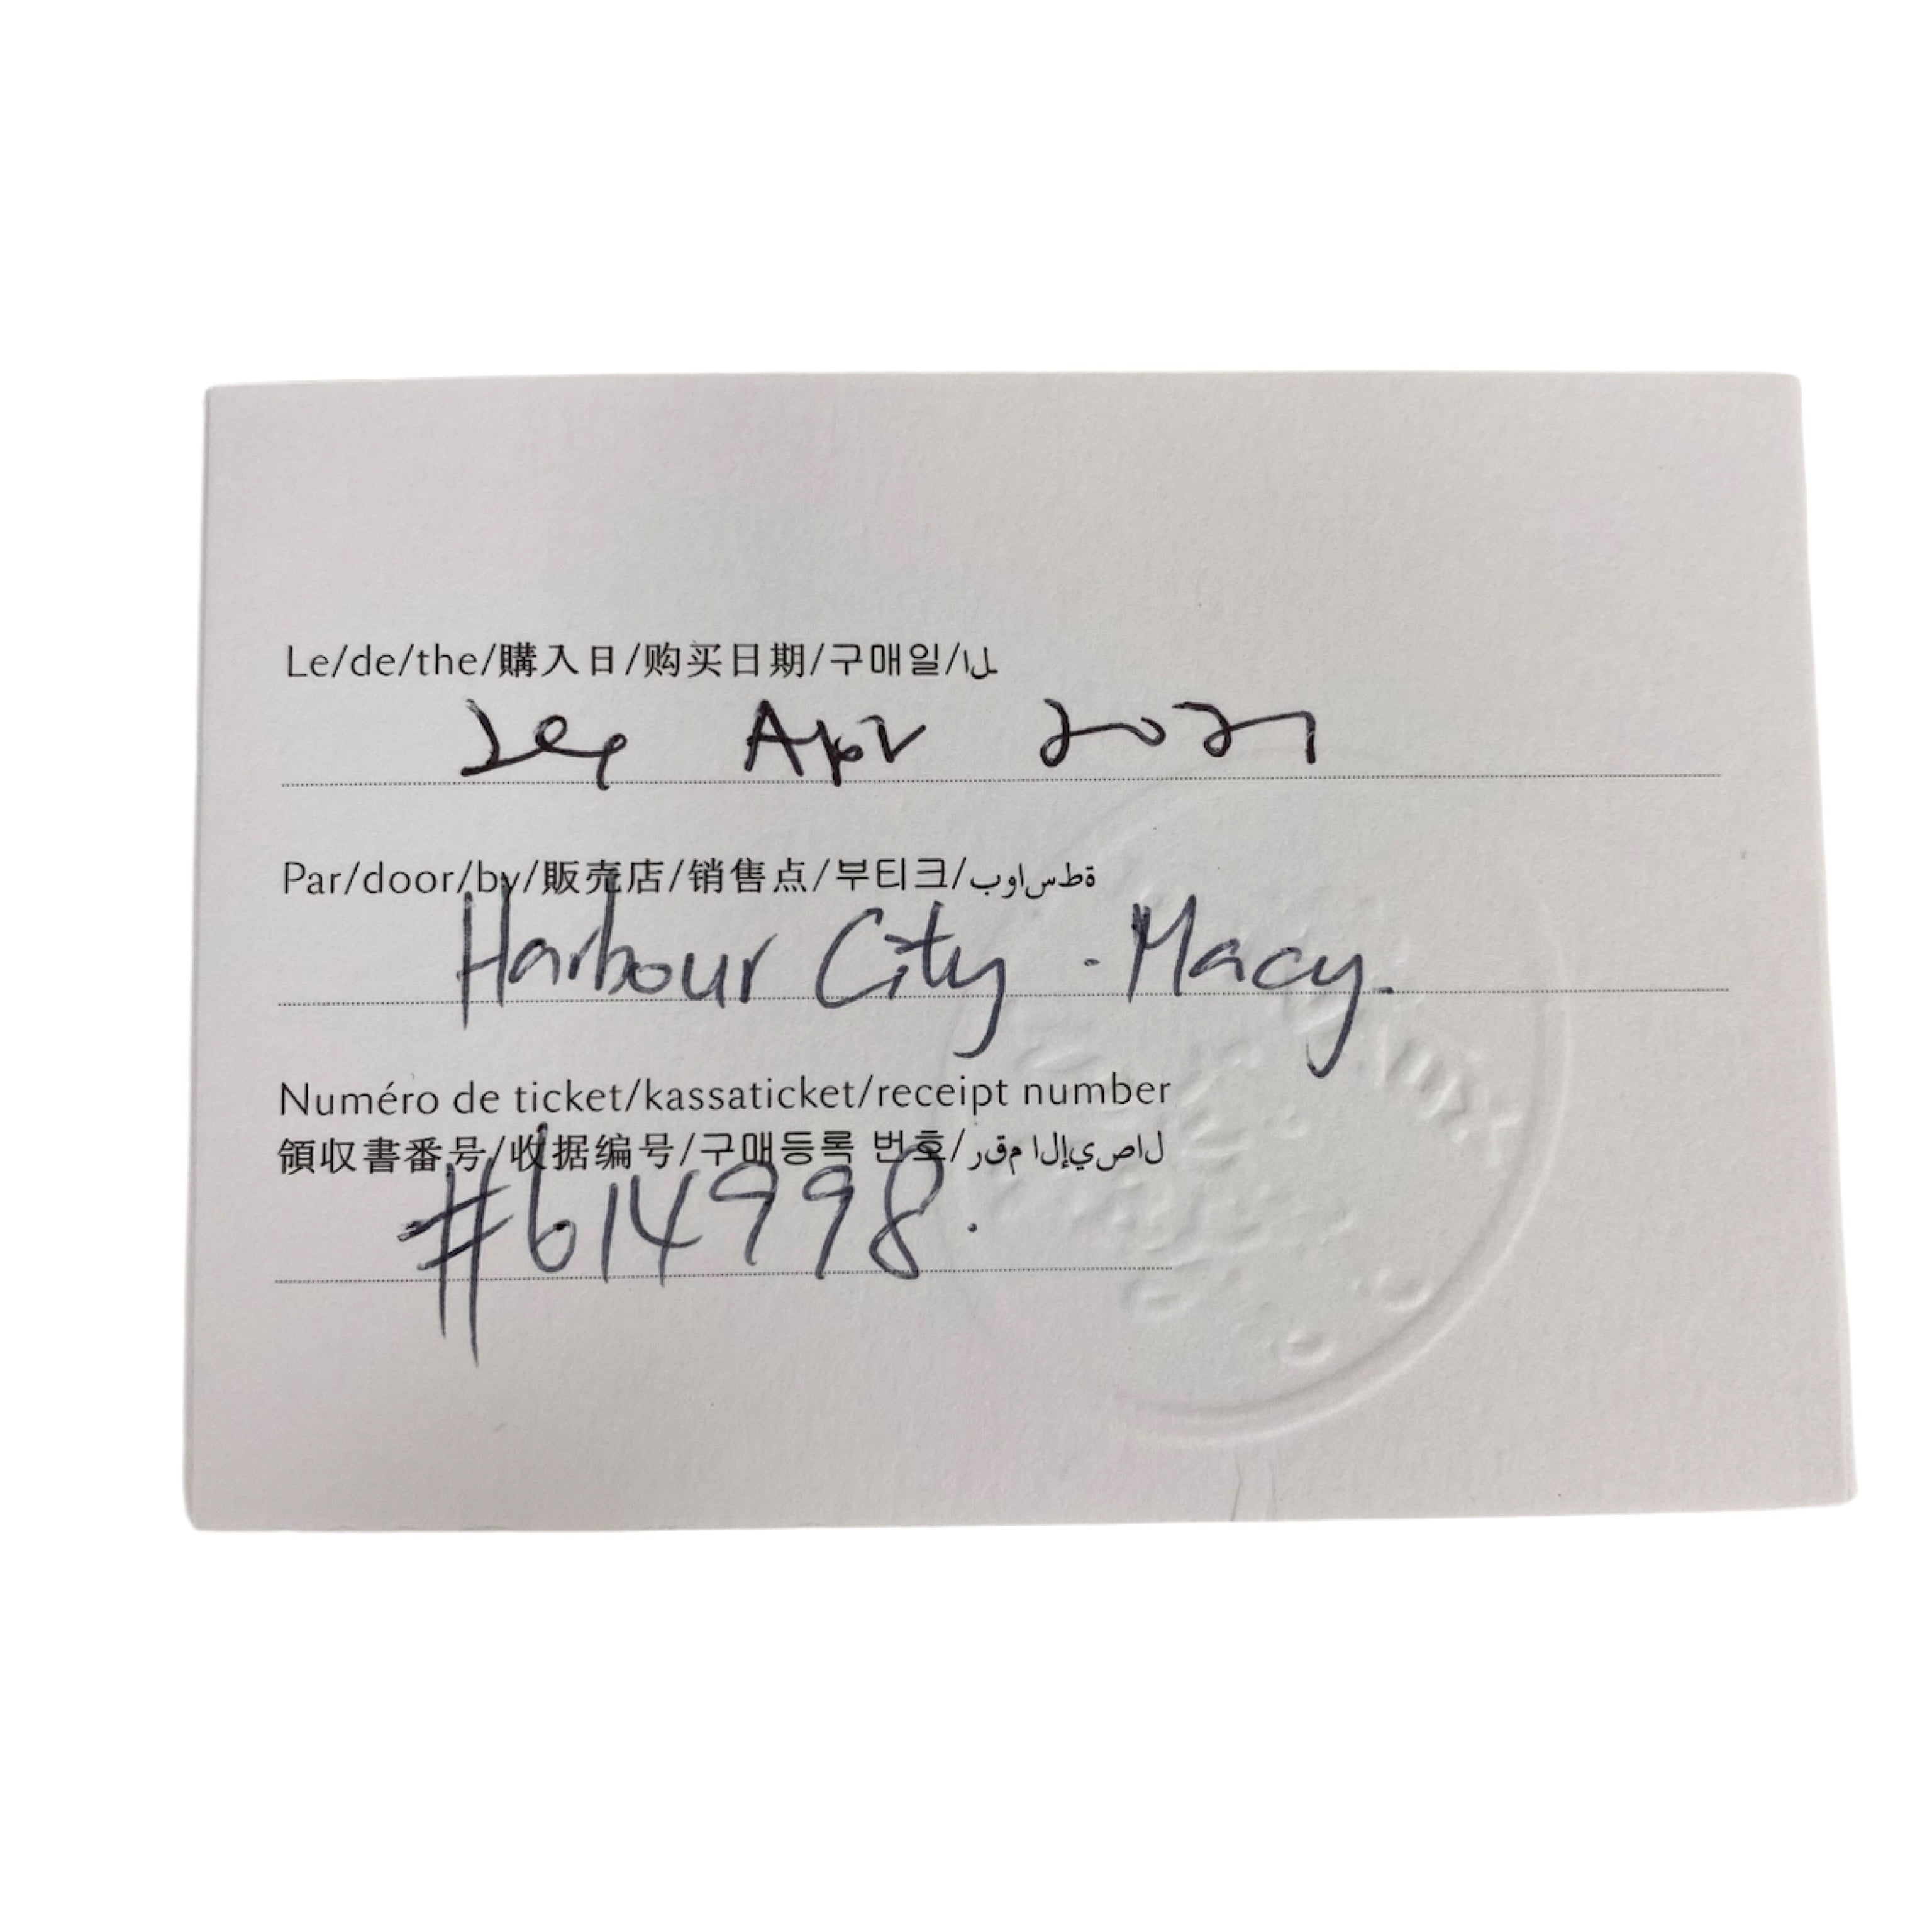 Le/de/the/購入日/购买日期/구매일/ال
24 Apr 2021
Par/door/by/販売店/销售点/부티크/بواسطة
Harbour City - Macy.
Numéro de ticket/kassaticket/receipt number
領収書番号/收据编号/구매등록 번호/رقم الإيصال
#614998.